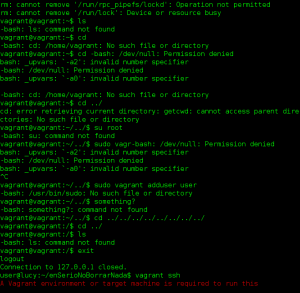 rm: cannot remove '/run/rpc_pipefs/lockd': Operation not permitted
rm: cannot remove '/run/lock': Device or resource busy
vagrant@vagrant:~$ ls
-bash: ls: command not found
vagrant@vagrant:~$ cd
-bash: cd: /home/vagrant: No such file or directory
vagrant@vagrant:~$ cd -bash: /dev/null: Permission denied
bash: _upvars: `-a2': invalid number specifier
-bash: /dev/null: Permission denied
bash: _upvars: `-a0': invalid number specifier

-bash: cd: /home/vagrant: No such file or directory
vagrant@vagrant:~$ cd ../
cd: error retrieving current directory: getcwd: cannot access parent direc
tories: No such file or directory
vagrant@vagrant:~/../$ su root
-bash: su: command not found
vagrant@vagrant:~/../$ sudo vagr-bash: /dev/null: Permission denied
bash: _upvars: `-a2': invalid number specifier
-bash: /dev/null: Permission denied
bash: _upvars: `-a0': invalid number specifier
^C
vagrant@vagrant:~/../$ sudo vagrant adduser user
-bash: /usr/bin/sudo: No such file or directory
vagrant@vagrant:~/../$ something?
-bash: something?: command not found
vagrant@vagrant:~/../$ cd ../../../../../../../
vagrant@vagrant:/$ cd ../
vagrant@vagrant:/$ ls
-bash: ls: command not found
vagrant@vagrant:/$ exit
logout
Connection to 127.0.0.1 closed.
user@lucy:~/enSerioNoBorrarNada$ vagrant ssh
A Vagrant environment or target machine is required to run this